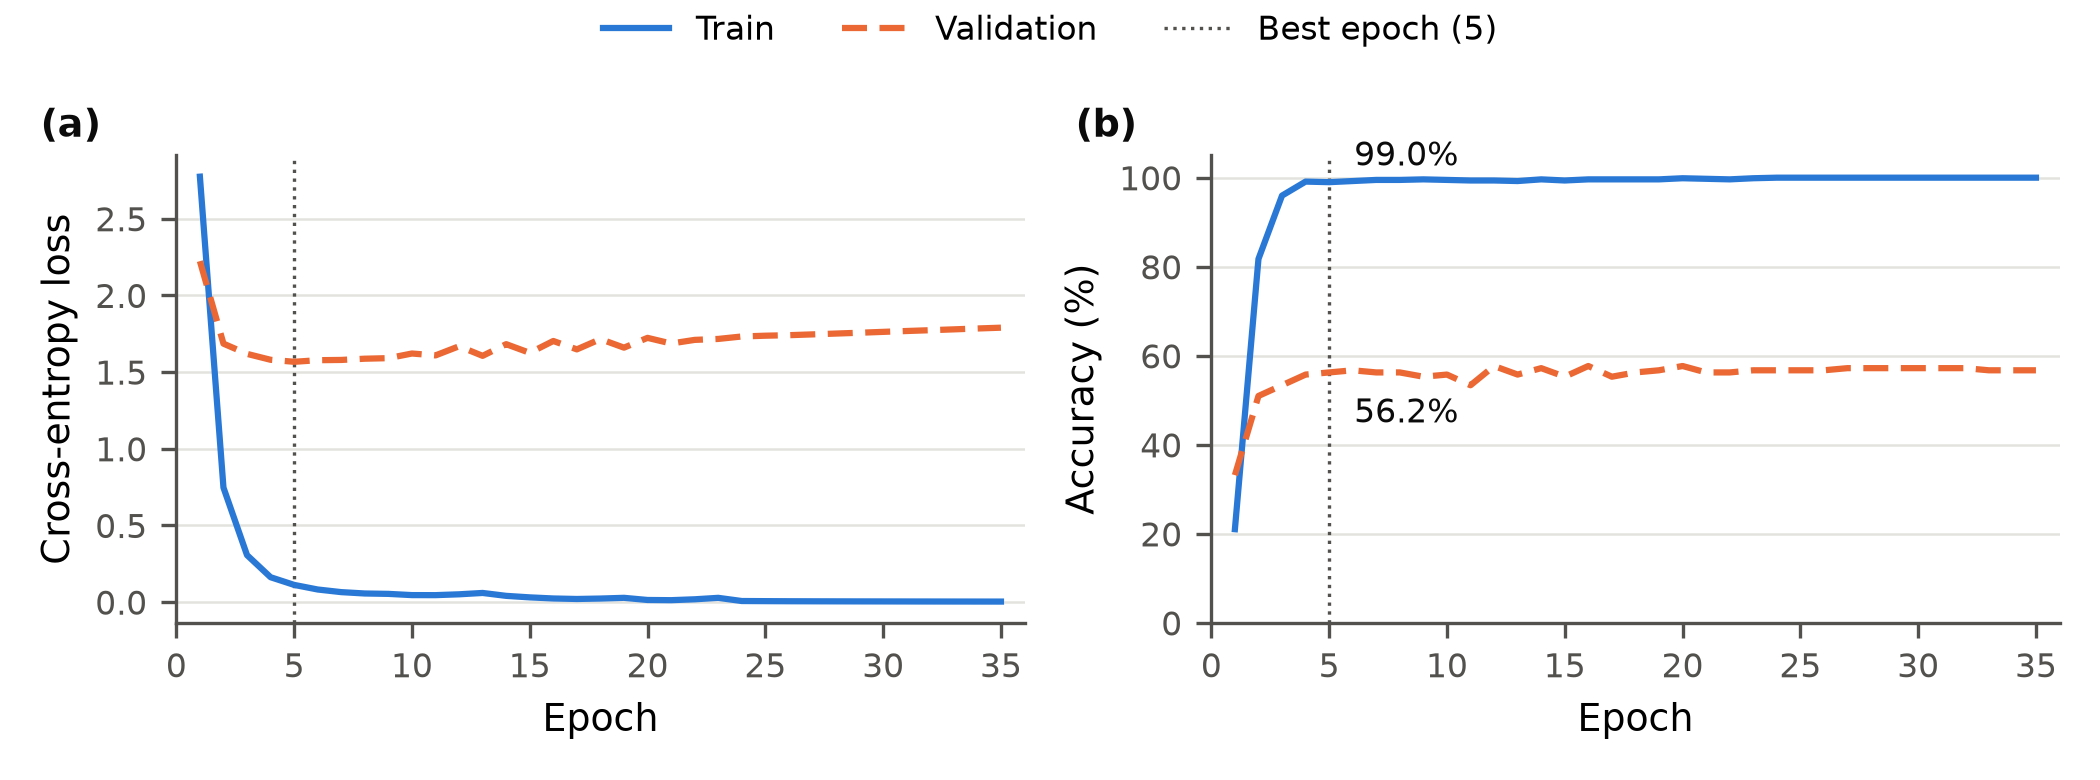 Train Validation Best epoch (5)
(a)
Cross-entropy loss
2.5
2.0
1.5
1.0
0.5
0.0
0 5 10 15 20 25 30 35
Epoch
(b)
99.0%
56.2%
Accuracy (%)
100
80
60
40
20
0
0 5 10 15 20 25 30 35
Epoch